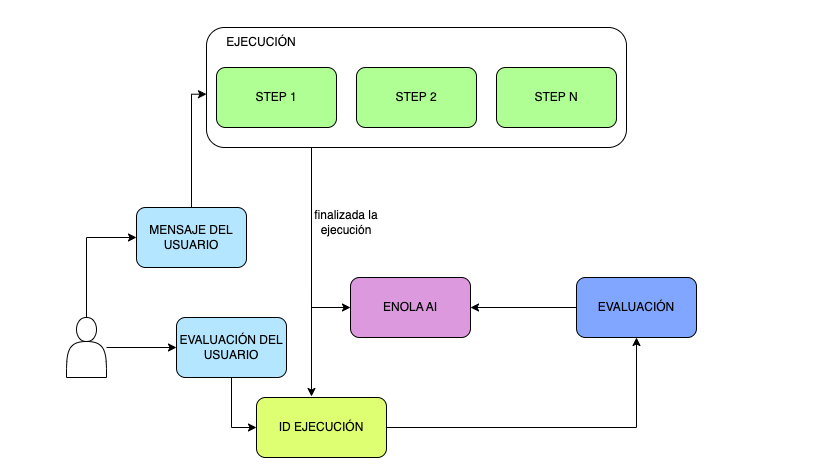 EJECUCIÓN
STEP 1
STEP 2
STEP N
MENSAJE DEL
USUARIO
finalizada la
ejecución
ENOLA AI
EVALUACIÓN
EVALUACIÓN DEL
USUARIO
ID EJECUCIÓN